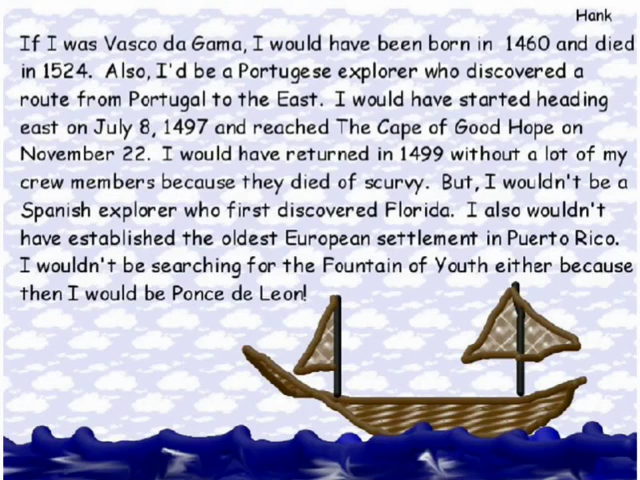 Hank
If I was Vasco da Gama, I would have been born in 1460 and died
in 1524. Also, I'd be a Portugese explorer who discovered a
route from Portugal to the East. I would have started heading
east on July 8, 1497 and reached The Cape of Good Hope on
November 22. I would have returned in 1499 without a lot of my
crew members because they died of scurvy. But, I wouldn't be a
Spanish explorer who first discovered Florida. I also wouldn't
have established the oldest European settlement in Puerto Rico.
I wouldn't be searching for the Fountain of Youth either because
then I would be Ponce de Leon!